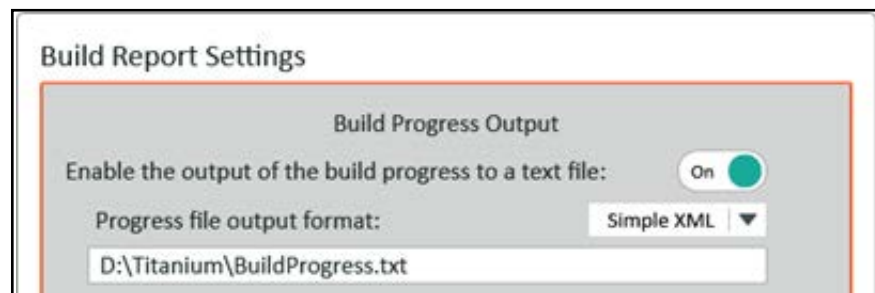 Build Report Settings
Build Progress Output
Enable the output of the build progress to a text file: On
Progress file output format: Simple XML
D:\Titanium\BuildProgress.txt